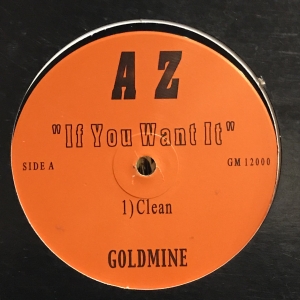 A Z
"If You Want It"
SIDE A GM 12000
1)Clean
GOLDMINE